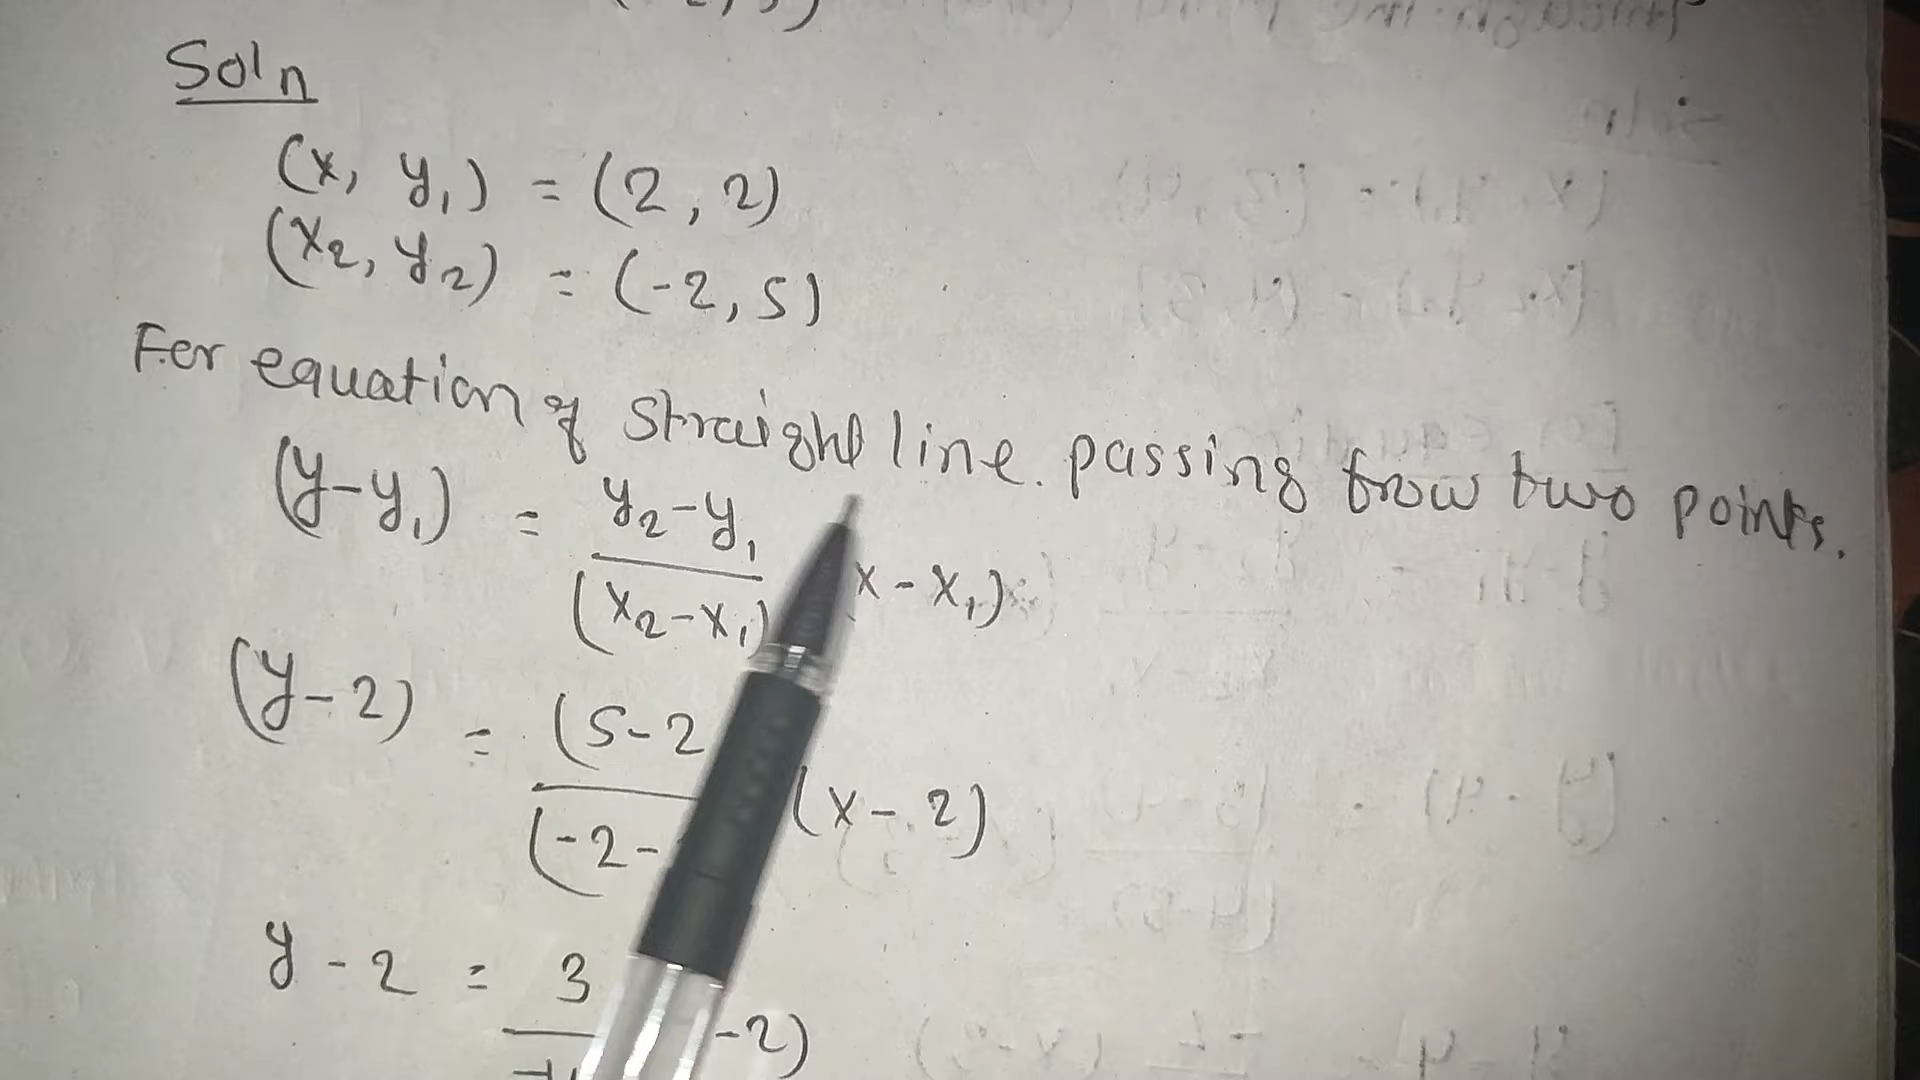 Soln
(x, y₁) = (2, 2)
(x₂, y₂) = (-2, 5)
For equation of straight line. passing from two points.
(y-y₁) = y₂-y₁ / (x₂-x₁) x-x₁)
(y-2) = (5-2 / (-2- (x-2)
y-2 = 3 / -4 -2)